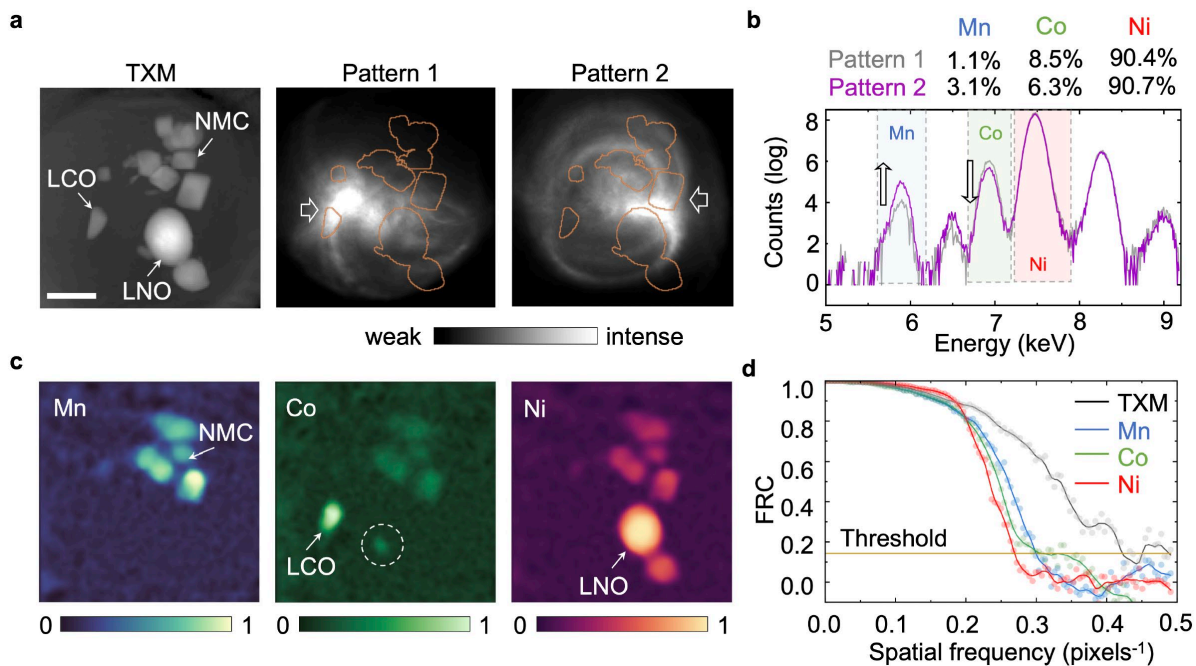 a
TXM
Pattern 1
Pattern 2
NMC
LCO
LNO
weak
intense
b
Mn Co Ni
Pattern 1 1.1% 8.5% 90.4%
Pattern 2 3.1% 6.3% 90.7%
Counts (log)
8
6
4
2
0
Mn
Co
Ni
5 6 7 8 9
Energy (keV)
c
Mn
NMC
Co
LCO
Ni
LNO
0 1
0 1
0 1
d
FRC
1.0
0.8
0.6
0.4
0.2
0.0
TXM
Mn
Co
Ni
Threshold
0.0 0.1 0.2 0.3 0.4 0.5
Spatial frequency (pixels⁻¹)